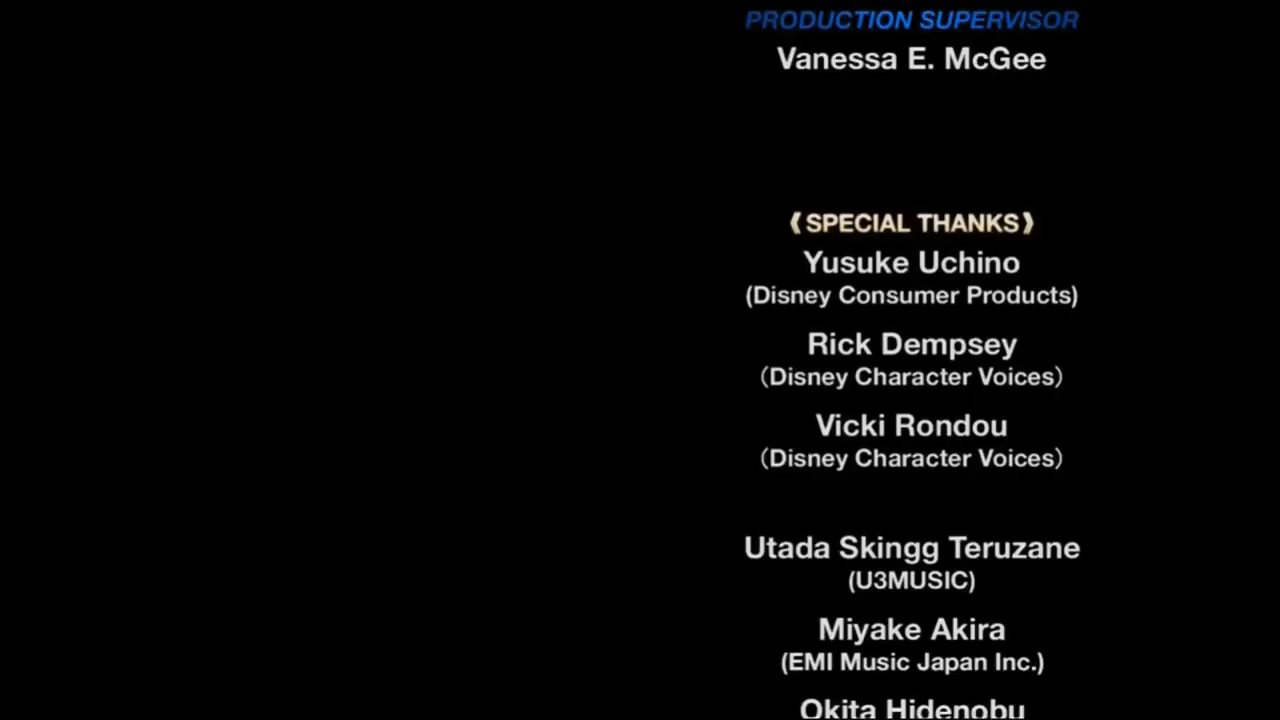 PRODUCTION SUPERVISOR
Vanessa E. McGee
❰SPECIAL THANKS❱
Yusuke Uchino
(Disney Consumer Products)
Rick Dempsey
（Disney Character Voices）
Vicki Rondou
（Disney Character Voices）
Utada Skingg Teruzane
(U3MUSIC)
Miyake Akira
(EMI Music Japan Inc.)
Okita Hidenobu